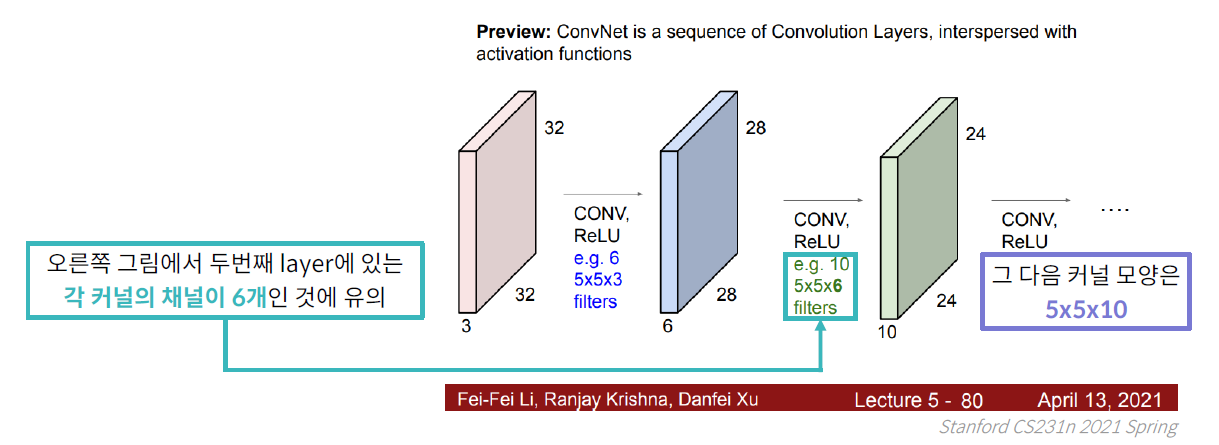 Preview: ConvNet is a sequence of Convolution Layers, interspersed with
activation functions
32
32
3
CONV,
ReLU
e.g. 6
5x5x3
filters
28
28
6
CONV,
ReLU
e.g. 10
5x5x6
filters
24
24
10
CONV,
ReLU
....
오른쪽 그림에서 두번째 layer에 있는
각 커널의 채널이 6개인 것에 유의
그 다음 커널 모양은
5x5x10
Fei-Fei Li, Ranjay Krishna, Danfei Xu
Lecture 5 - 80
April 13, 2021
Stanford CS231n 2021 Spring